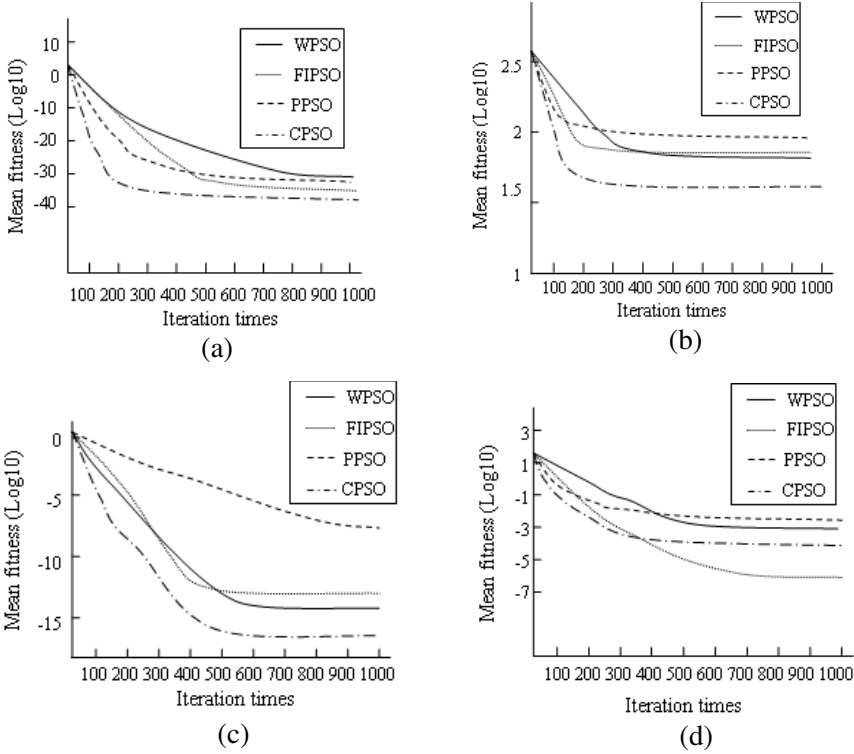 WPSO
FIPSO
PPSO
CPSO
Mean fitness (Log10)
10
0
-10
-20
-30
-40
100 200 300 400 500 600 700 800 900 1000
Iteration times
(a)
WPSO
FIPSO
PPSO
CPSO
Mean fitness (Log10)
2.5
2
1.5
1
100 200 300 400 500 600 700 800 900 1000
Iteration times
(b)
WPSO
FIPSO
PPSO
CPSO
Mean fitness (Log10)
0
-5
-10
-15
100 200 300 400 500 600 700 800 900 1000
Iteration times
(c)
WPSO
FIPSO
PPSO
CPSO
Mean fitness (Log10)
3
1
-1
-3
-5
-7
100 200 300 400 500 600 700 800 900 1000
Iteration times
(d)